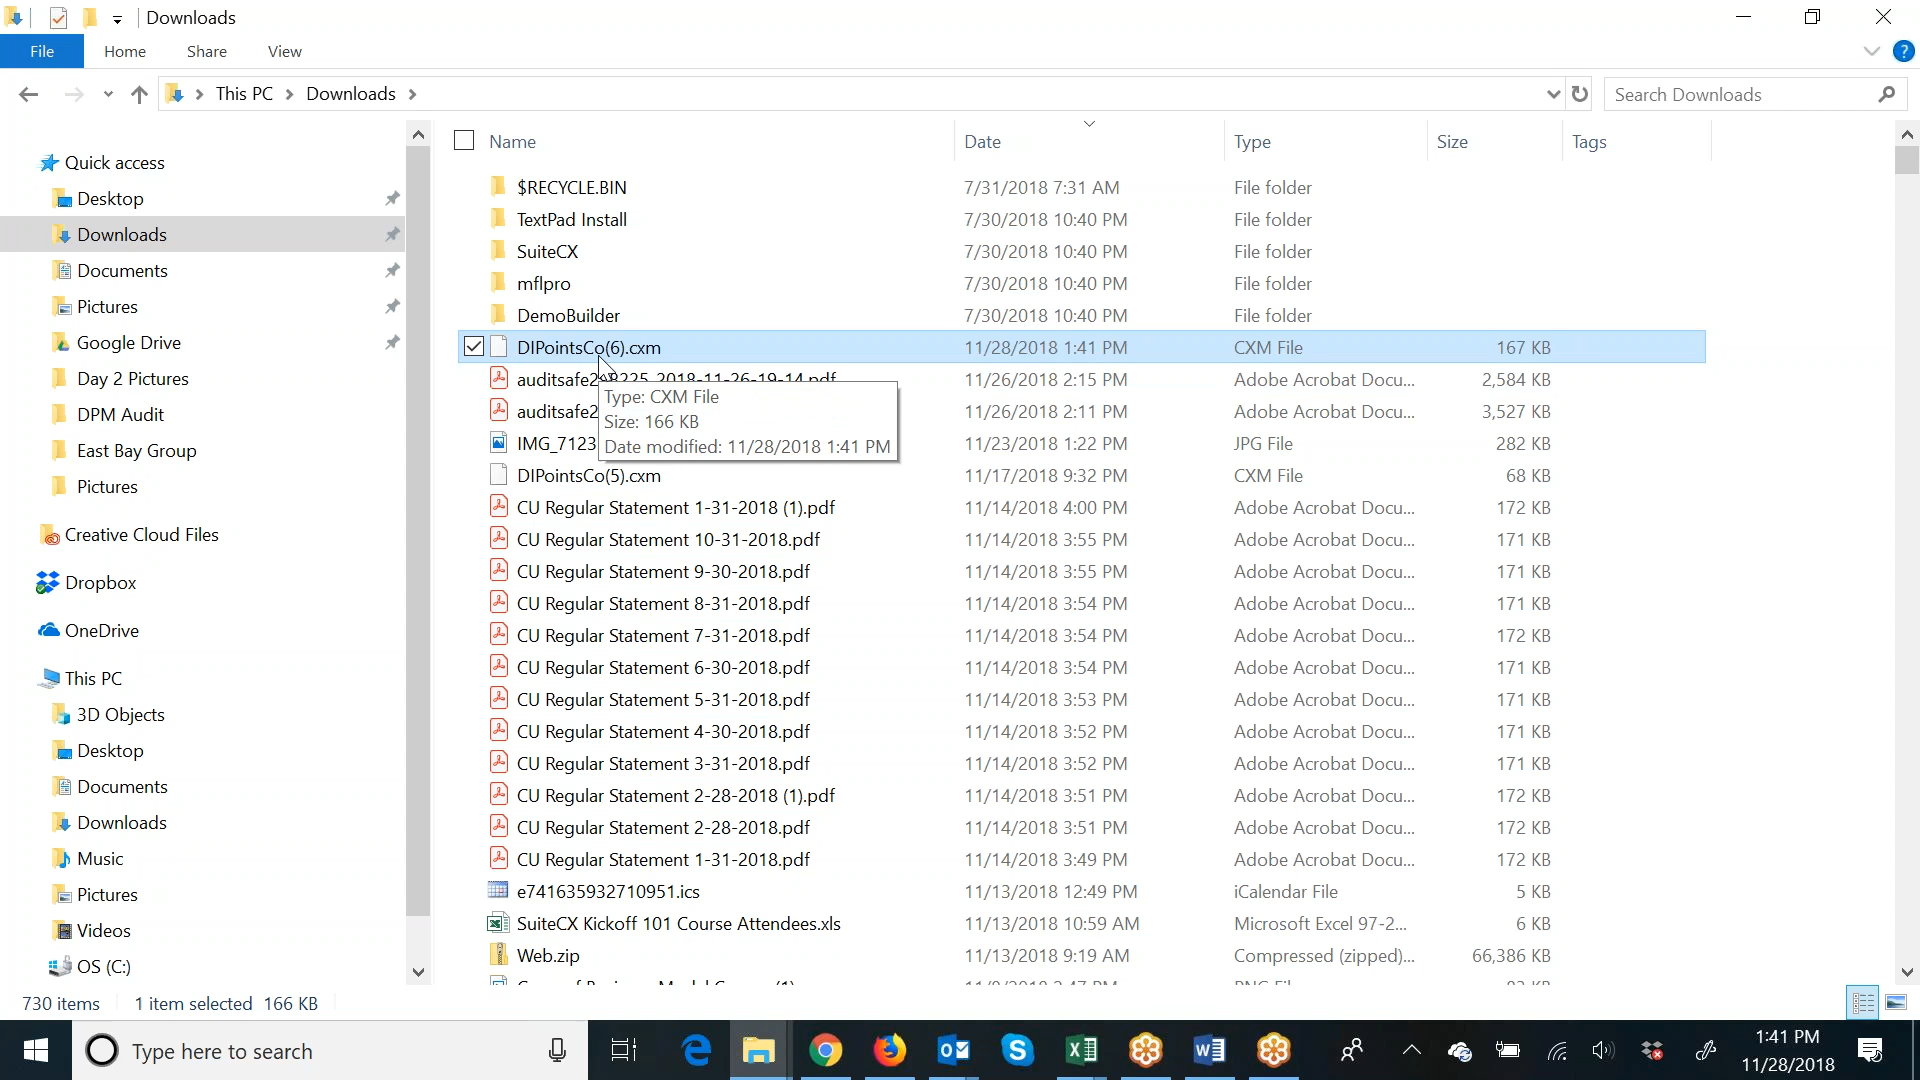 Downloads
File Home Share View
This PC Downloads
Search Downloads
Name Date Type Size Tags
Quick access
Desktop
Downloads
Documents
Pictures
Google Drive
Day 2 Pictures
DPM Audit
East Bay Group
Pictures
Creative Cloud Files
Dropbox
OneDrive
This PC
3D Objects
Desktop
Documents
Downloads
Music
Pictures
Videos
OS (C:)
$RECYCLE.BIN 7/31/2018 7:31 AM File folder
TextPad Install 7/30/2018 10:40 PM File folder
SuiteCX 7/30/2018 10:40 PM File folder
mflpro 7/30/2018 10:40 PM File folder
DemoBuilder 7/30/2018 10:40 PM File folder
DIPointsCo(6).cxm 11/28/2018 1:41 PM CXM File 167 KB
11/26/2018 2:15 PM Adobe Acrobat Docu... 2,584 KB
auditsafe2 11/26/2018 2:11 PM Adobe Acrobat Docu... 3,527 KB
IMG_7123 11/23/2018 1:22 PM JPG File 282 KB
Type: CXM File
Size: 166 KB
Date modified: 11/28/2018 1:41 PM
DIPointsCo(5).cxm 11/17/2018 9:32 PM CXM File 68 KB
CU Regular Statement 1-31-2018 (1).pdf 11/14/2018 4:00 PM Adobe Acrobat Docu... 172 KB
CU Regular Statement 10-31-2018.pdf 11/14/2018 3:55 PM Adobe Acrobat Docu... 171 KB
CU Regular Statement 9-30-2018.pdf 11/14/2018 3:55 PM Adobe Acrobat Docu... 171 KB
CU Regular Statement 8-31-2018.pdf 11/14/2018 3:54 PM Adobe Acrobat Docu... 171 KB
CU Regular Statement 7-31-2018.pdf 11/14/2018 3:54 PM Adobe Acrobat Docu... 172 KB
CU Regular Statement 6-30-2018.pdf 11/14/2018 3:54 PM Adobe Acrobat Docu... 171 KB
CU Regular Statement 5-31-2018.pdf 11/14/2018 3:53 PM Adobe Acrobat Docu... 171 KB
CU Regular Statement 4-30-2018.pdf 11/14/2018 3:52 PM Adobe Acrobat Docu... 171 KB
CU Regular Statement 3-31-2018.pdf 11/14/2018 3:52 PM Adobe Acrobat Docu... 171 KB
CU Regular Statement 2-28-2018 (1).pdf 11/14/2018 3:51 PM Adobe Acrobat Docu... 172 KB
CU Regular Statement 2-28-2018.pdf 11/14/2018 3:51 PM Adobe Acrobat Docu... 172 KB
CU Regular Statement 1-31-2018.pdf 11/14/2018 3:49 PM Adobe Acrobat Docu... 172 KB
e741635932710951.ics 11/13/2018 12:49 PM iCalendar File 5 KB
SuiteCX Kickoff 101 Course Attendees.xls 11/13/2018 10:59 AM Microsoft Excel 97-2... 6 KB
Web.zip 11/13/2018 9:19 AM Compressed (zipped)... 66,386 KB
730 items 1 item selected 166 KB
Type here to search
1:41 PM
11/28/2018